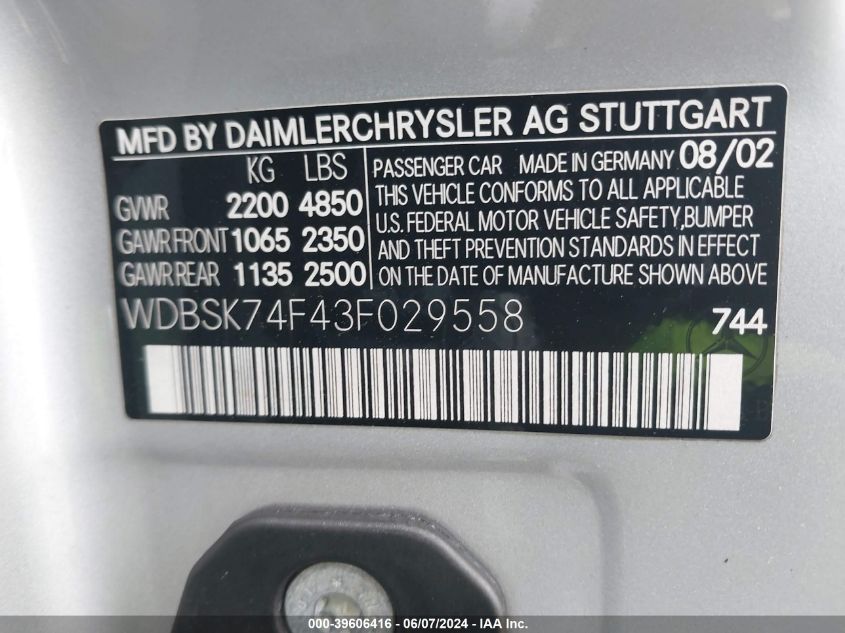 MFD BY DAIMLERCHRYSLER AG STUTTGART
KG LBS
GVWR 2200 4850
GAWR FRONT 1065 2350
GAWR REAR 1135 2500
PASSENGER CAR MADE IN GERMANY 08/02
THIS VEHICLE CONFORMS TO ALL APPLICABLE
U.S. FEDERAL MOTOR VEHICLE SAFETY,BUMPER
AND THEFT PREVENTION STANDARDS IN EFFECT
ON THE DATE OF MANUFACTURE SHOWN ABOVE
WDBSK74F43F029558 744
000-39606416 - 06/07/2024 - IAA Inc.